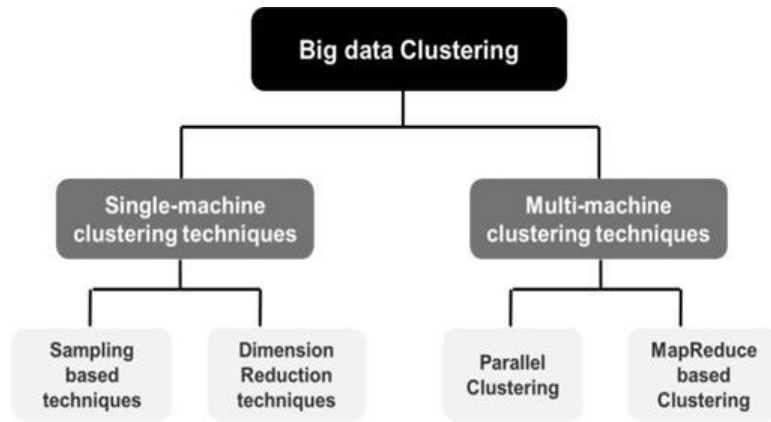 Big data Clustering
Single-machine
clustering techniques
Multi-machine
clustering techniques
Sampling
based
techniques
Dimension
Reduction
techniques
Parallel
Clustering
MapReduce
based
Clustering